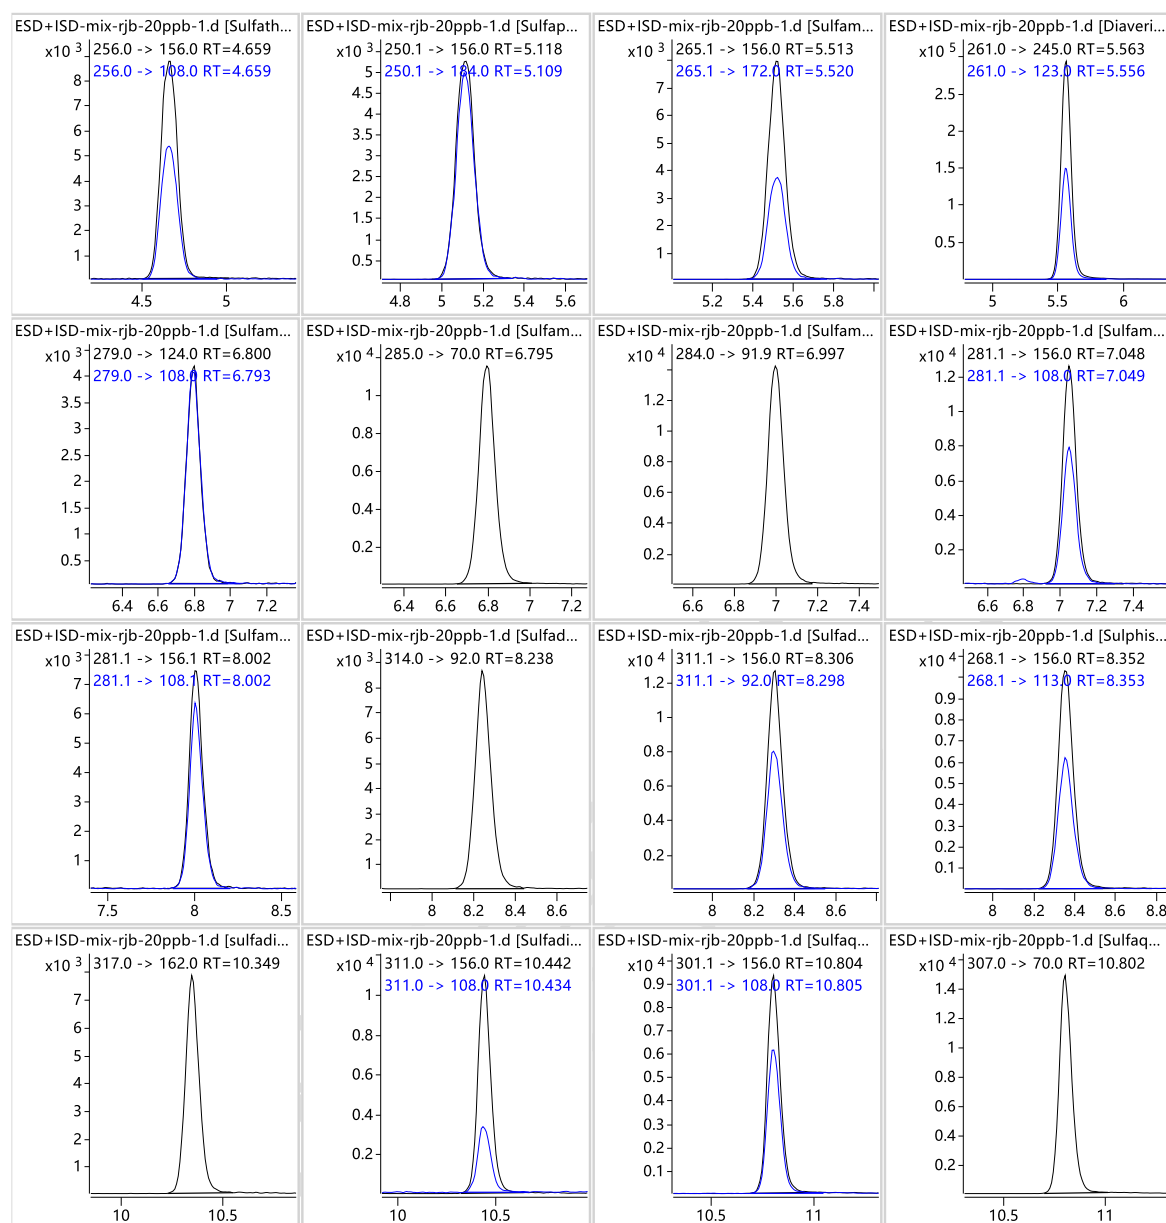 ESD+ISD-mix-rjb-20ppb-1.d [Sulfath...
x10 3
256.0 -> 156.0 RT=4.659
256.0 -> 108.0 RT=4.659
8
7
6
5
4
3
2
1
4.5 5
ESD+ISD-mix-rjb-20ppb-1.d [Sulfap...
x10 3
250.1 -> 156.0 RT=5.118
250.1 -> 184.0 RT=5.109
5
4.5
4
3.5
3
2.5
2
1.5
1
0.5
4.8 5 5.2 5.4 5.6
ESD+ISD-mix-rjb-20ppb-1.d [Sulfam...
x10 3
265.1 -> 156.0 RT=5.513
265.1 -> 172.0 RT=5.520
7
6
5
4
3
2
1
5.2 5.4 5.6 5.8
ESD+ISD-mix-rjb-20ppb-1.d [Diaveri...
x10 5
261.0 -> 245.0 RT=5.563
261.0 -> 123.0 RT=5.556
2.5
2
1.5
1
0.5
5 5.5 6
ESD+ISD-mix-rjb-20ppb-1.d [Sulfam...
x10 3
279.0 -> 124.0 RT=6.800
279.0 -> 108.0 RT=6.793
4
3.5
3
2.5
2
1.5
1
0.5
6.4 6.6 6.8 7 7.2
ESD+ISD-mix-rjb-20ppb-1.d [Sulfam...
x10 4
285.0 -> 70.0 RT=6.795
1
0.8
0.6
0.4
0.2
6.4 6.6 6.8 7 7.2
ESD+ISD-mix-rjb-20ppb-1.d [Sulfam...
x10 4
284.0 -> 91.9 RT=6.997
1.2
1
0.8
0.6
0.4
0.2
6.6 6.8 7 7.2 7.4
ESD+ISD-mix-rjb-20ppb-1.d [Sulfam...
x10 4
281.1 -> 156.0 RT=7.048
281.1 -> 108.0 RT=7.049
1.2
1
0.8
0.6
0.4
0.2
6.6 6.8 7 7.2 7.4
ESD+ISD-mix-rjb-20ppb-1.d [Sulfam...
x10 3
281.1 -> 156.1 RT=8.002
281.1 -> 108.1 RT=8.002
7
6
5
4
3
2
1
7.5 8 8.5
ESD+ISD-mix-rjb-20ppb-1.d [Sulfad...
x10 3
314.0 -> 92.0 RT=8.238
8
7
6
5
4
3
2
1
8 8.2 8.4 8.6
ESD+ISD-mix-rjb-20ppb-1.d [Sulfad...
x10 4
311.1 -> 156.0 RT=8.306
311.1 -> 92.0 RT=8.298
1.2
1
0.8
0.6
0.4
0.2
8 8.2 8.4 8.6
ESD+ISD-mix-rjb-20ppb-1.d [Sulphis...
x10 4
268.1 -> 156.0 RT=8.352
268.1 -> 113.0 RT=8.353
0.9
0.8
0.7
0.6
0.5
0.4
0.3
0.2
0.1
8 8.2 8.4 8.6 8.8
ESD+ISD-mix-rjb-20ppb-1.d [sulfadi...
x10 3
317.0 -> 162.0 RT=10.349
7
6
5
4
3
2
1
10 10.5
ESD+ISD-mix-rjb-20ppb-1.d [Sulfadi...
x10 4
311.0 -> 156.0 RT=10.442
311.0 -> 108.0 RT=10.434
1
0.8
0.6
0.4
0.2
10 10.5
ESD+ISD-mix-rjb-20ppb-1.d [Sulfaq...
x10 4
301.1 -> 156.0 RT=10.804
301.1 -> 108.0 RT=10.805
0.9
0.8
0.7
0.6
0.5
0.4
0.3
0.2
0.1
10.5 11
ESD+ISD-mix-rjb-20ppb-1.d [Sulfaq...
x10 4
307.0 -> 70.0 RT=10.802
1.4
1.2
1
0.8
0.6
0.4
0.2
10.5 11